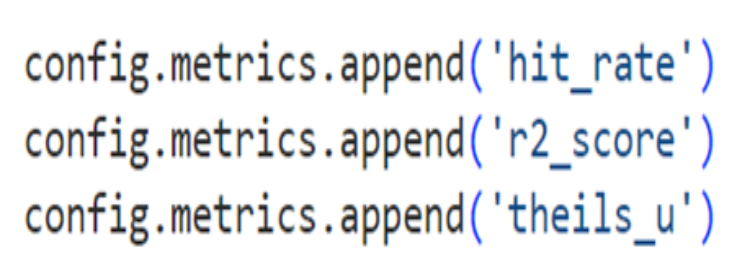 config.metrics.append('hit_rate')
config.metrics.append('r2_score')
config.metrics.append('theils_u')